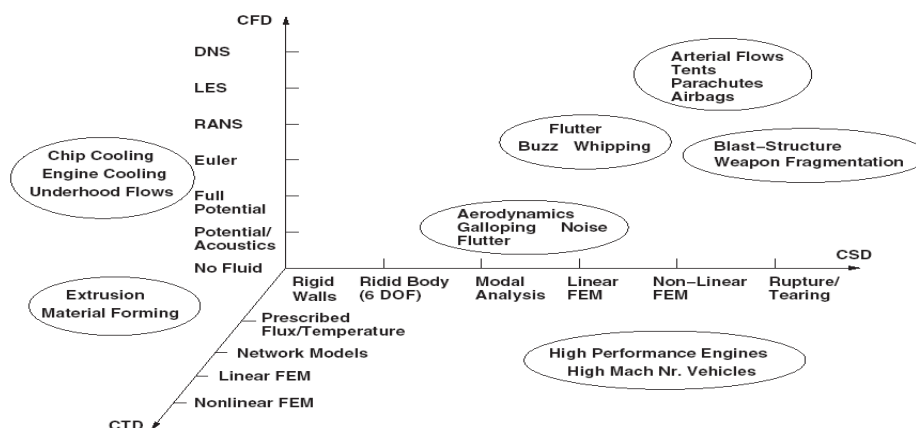 CFD
DNS
LES
RANS
Euler
Full
Potential
Potential/
Acoustics
No Fluid
Chip Cooling
Engine Cooling
Underhood Flows
Extrusion
Material Forming
Arterial Flows
Tents
Parachutes
Airbags
Flutter
Buzz Whipping
Blast-Structure
Weapon Fragmentation
Aerodynamics
Galloping Noise
Flutter
CSD
Rigid
Walls
Ridid Body
(6 DOF)
Modal
Analysis
Linear
FEM
Non-Linear
FEM
Rupture/
Tearing
Prescribed
Flux/Temperature
Network Models
Linear FEM
Nonlinear FEM
CTD
High Performance Engines
High Mach Nr. Vehicles